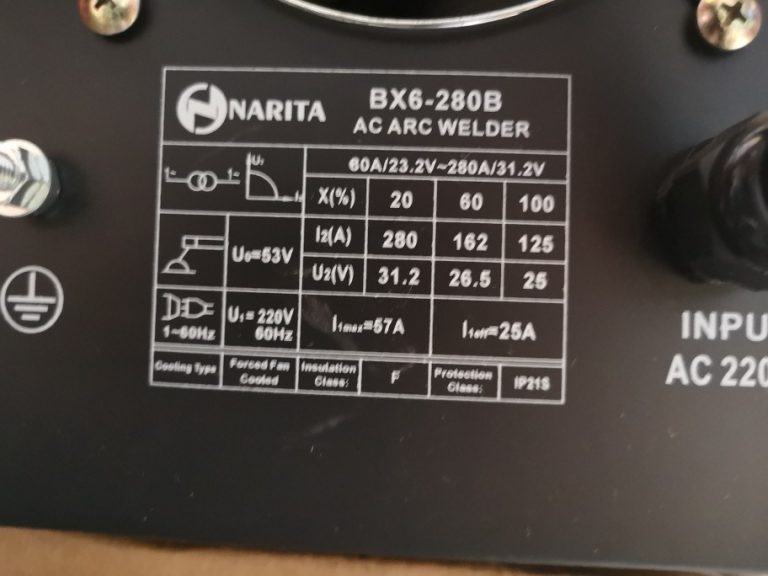 NARITA
BX6-280B
AC ARC WELDER
60A/23.2V~280A/31.2V
X(%) 20 60 100
U₀=53V
I2(A) 280 162 125
U2(V) 31.2 26.5 25
1~60Hz
U₁= 220V
60Hz
I1max=57A
I1eff=25A
Cooling Type
Forced Fan
Cooled
Insulation
Class:
F
Protection
Class:
IP21S
INPU
AC 220